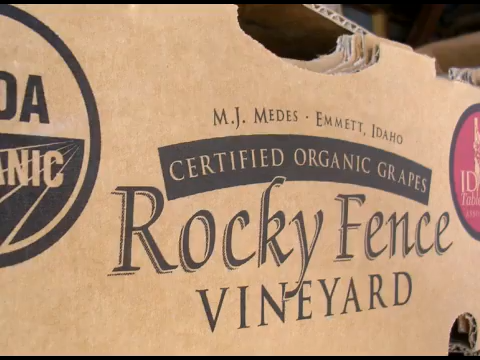 M.J. MEDES · EMMETT, IDAHO
CERTIFIED ORGANIC GRAPES
Rocky Fence
VINEYARD
DA
ANIC
ID